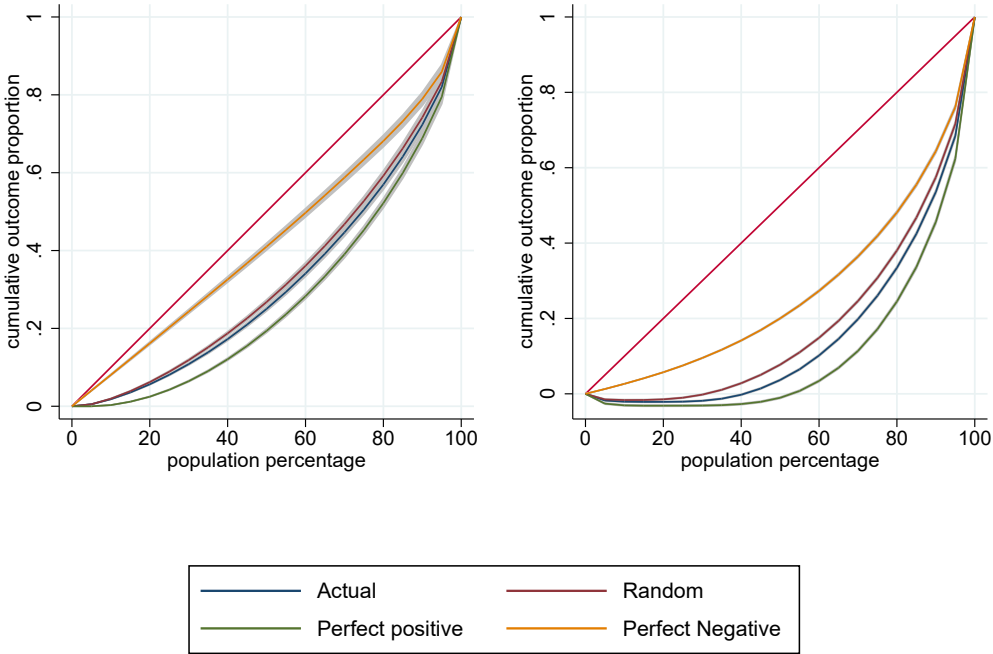 cumulative outcome proportion
1
.8
.6
.4
.2
0
0 20 40 60 80 100
population percentage
cumulative outcome proportion
1
.8
.6
.4
.2
0
0 20 40 60 80 100
population percentage
Actual Random
Perfect positive Perfect Negative